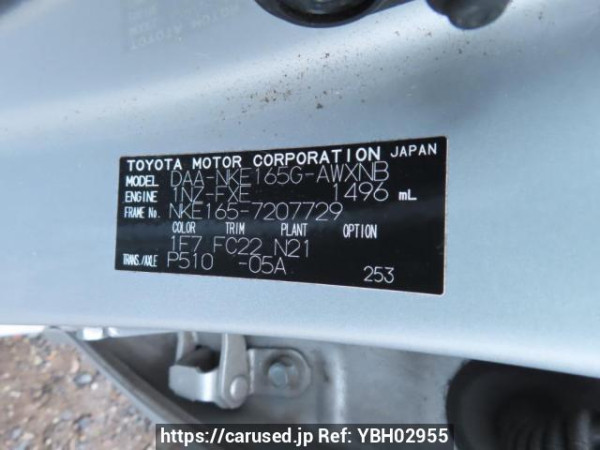 TOYOTA MOTOR CORPORATION JAPAN
MODEL DAA-NKE165G-AWXNB
ENGINE 1NZ-FXE 1496 mL
FRAME No. NKE165-7207729
COLOR TRIM PLANT OPTION
1F7 FC22 N21
TRANS./AXLE P510 -05A
253
https://carused.jp Ref: YBH02955